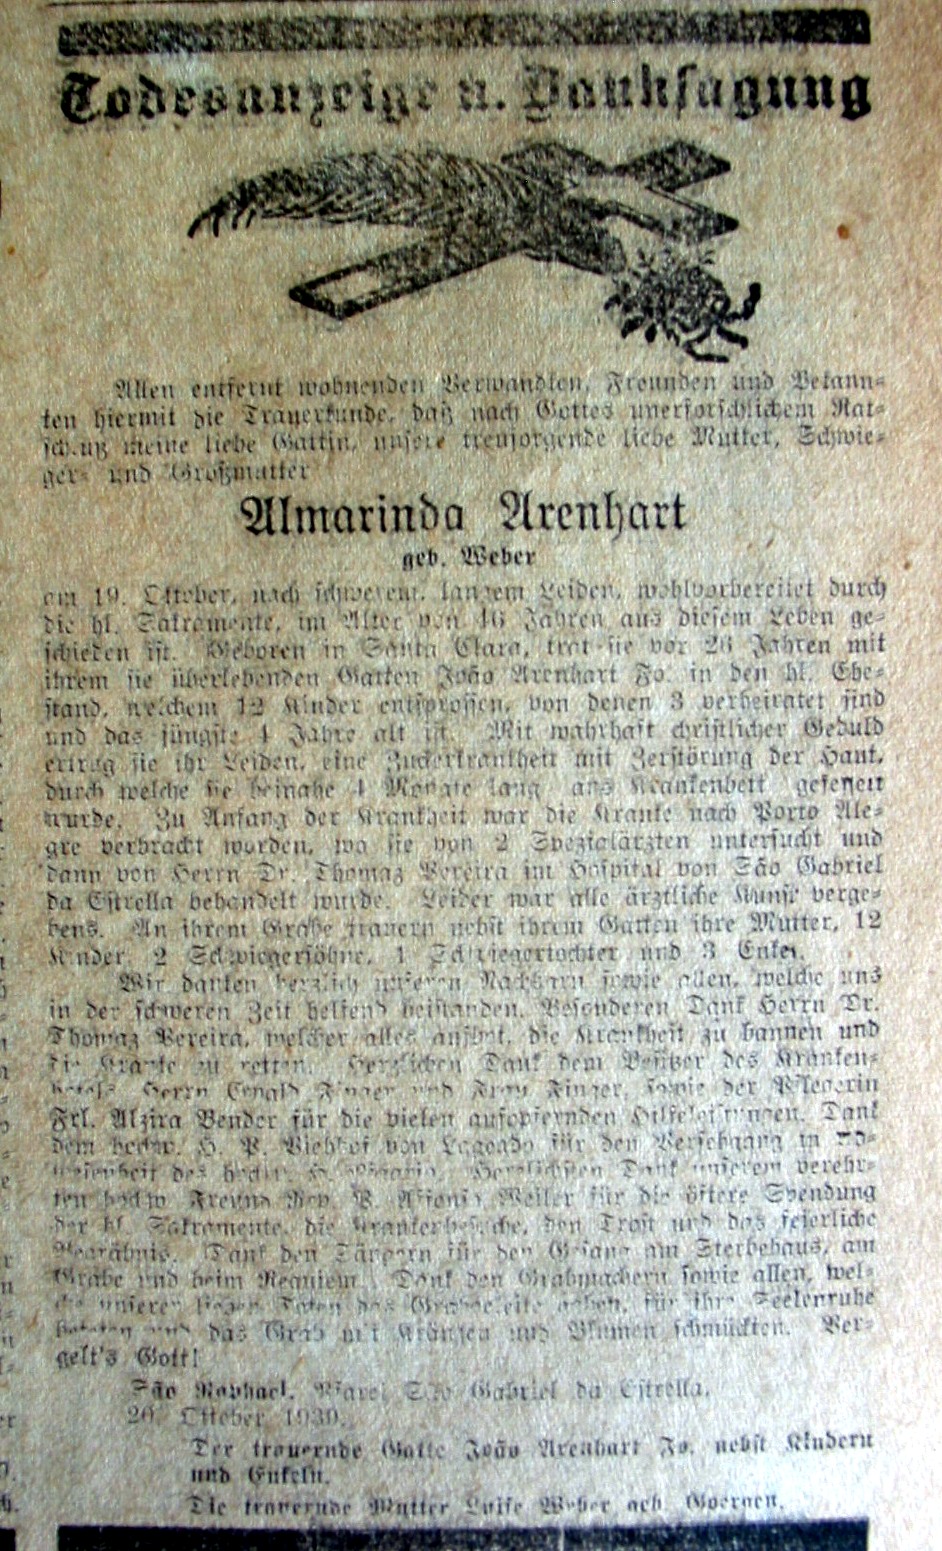 Todesanzeige u. Danksagung
Allen entfernt wohnenden Verwandten, Freunden und Bekann-
ten hiermit die Trauerkunde, daß nach Gottes unerforschlichem Rat-
schluß meine liebe Gattin, unsere treusorgende liebe Mutter, Schwie-
ger- und Großmutter
Almarinda Arenhart
geb. Weber
am 19. Oktober, nach schwerem, langem Leiden, wohlvorbereitet durch
die hl. Sakramente, im Alter von 46 Jahren aus diesem Leben ge-
schieden ist. Geboren in Santa Clara, trat sie vor 26 Jahren mit
ihrem sie überlebenden Gatten João Arenhart Fo. in den hl. Ehe-
stand, welchem 12 Kinder entsprossen, von denen 3 verheiratet sind
und das jüngste 4 Jahre alt ist. Mit wahrhaft christlicher Geduld
ertrug sie ihr Leiden, eine Zuckerkrankheit mit Zerstörung der Haut,
durch welche sie beinahe 4 Monate lang ans Krankenbett gefesselt
wurde. Zu Anfang der Krankheit war die Kranke nach Porto Ale-
gre verbracht worden, wo sie von 2 Spezialärzten untersucht und
dann von Herrn Dr. Thomaz Pereira im Hospital von São Gabriel
da Estrella behandelt wurde. Leider war alle ärztliche Kunst verge-
bens. An ihrem Grabe trauern nebst ihrem Gatten ihre Mutter, 12
Kinder, 2 Schwiegersöhne, 1 Schwiegertochter und 3 Enkel.
Wir danken herzlich unseren Nachbarn sowie allen, welche uns
in der schweren Zeit helfend beistanden. Besonderen Dank Herrn Dr.
Thomaz Pereira, welcher alles aufbot, die Krankheit zu bannen und
die Kranke zu retten. Herzlichen Dank dem Besitzer des Kranken-
Herrn Finger und Frau Finger, sowie der Pflegerin
Frl. Alzira Bender für die vielen aufopfernden Hilfeleistungen. Dank
dem hochw. H. P. von Lageado für den Versehgang in
des hochw. H. Herzlichsten Dank unserem verehr-
ten hochw. Rev. P. Weiler für die öftere Spendung
der hl. Sakramente, die Krankenbesuche, den Trost und das feierliche
Begräbnis. Dank den Sängern für den Gesang am Sterbehaus, am
Grabe und beim Requiem. Dank den Grabmachern sowie allen, wel-
che unserer lieben Toten das Grabgeleite gaben, für ihre Seelenruhe
beteten und das Grab mit Kränzen und Blumen schmückten. Ver-
gelt's Gott!
São Raphael, São Gabriel da Estrella,
20. Oktober 1939.
Der trauernde Gatte João Arenhart Fo. nebst Kindern
und Enkeln.
Die trauernde Mutter Luise Weber geb. Goergen.